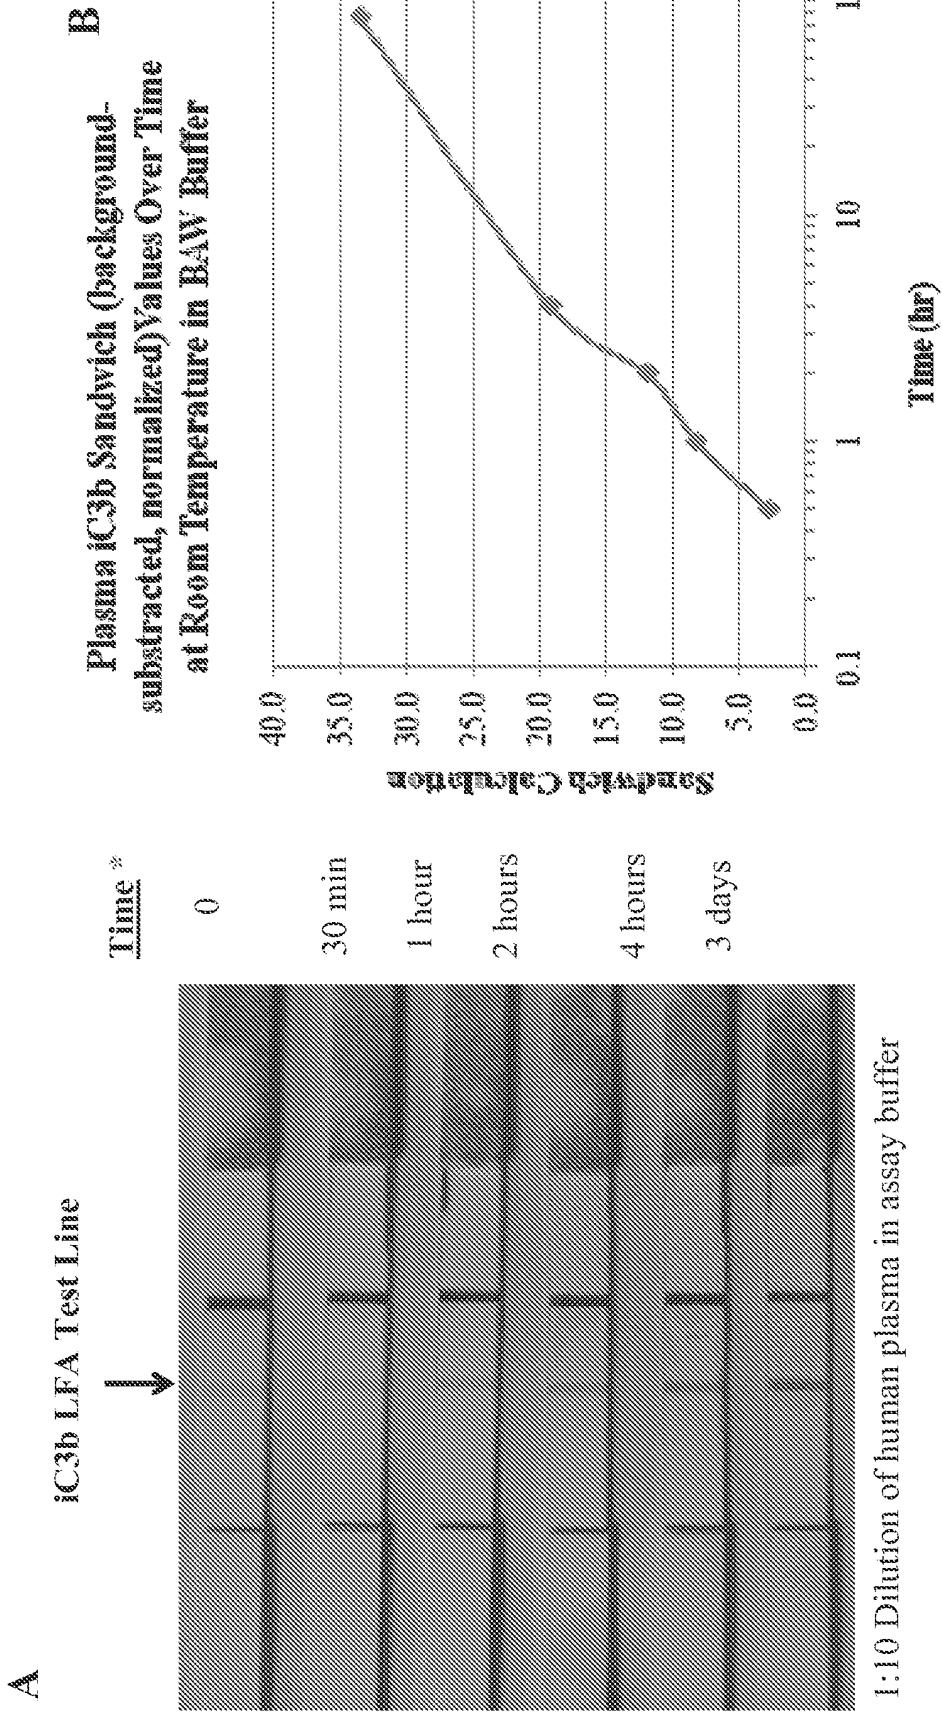 A
iC3b LFA Test Line
Time *
0
30 min
1 hour
2 hours
4 hours
3 days
1:10 Dilution of human plasma in assay buffer
B
Plasma iC3b Sandwich (background-
substracted, normalized)Values Over Time
at Room Temperature in BAW Buffer
Sandwich Calculation
40.0
35.0
30.0
25.0
20.0
15.0
10.0
5.0
0.0
0.1
1
10
Time (hr)